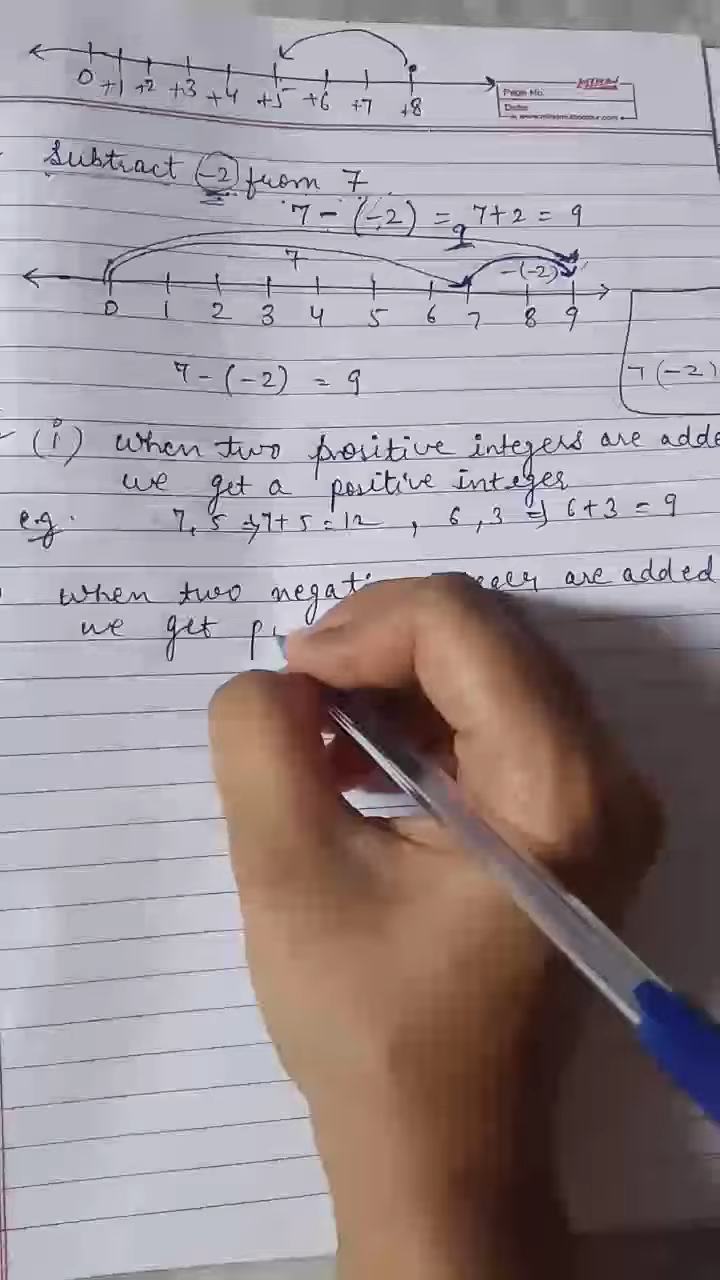 0 +1 +2 +3 +4 +5 +6 +7 +8
Page No.
Date:
Subtract (-2) from 7
7 - (-2) = 7+2 = 9
9
7
-(-2)
0 1 2 3 4 5 6 7 8 9
7 - (-2) = 9
7 (-2)
(i) When two positive integers are adde
we get a positive integer
e.g. 7, 5 ⇒ 7+5 = 12 , 6, 3 ⇒ 6+3 = 9
when two negati are added
we get